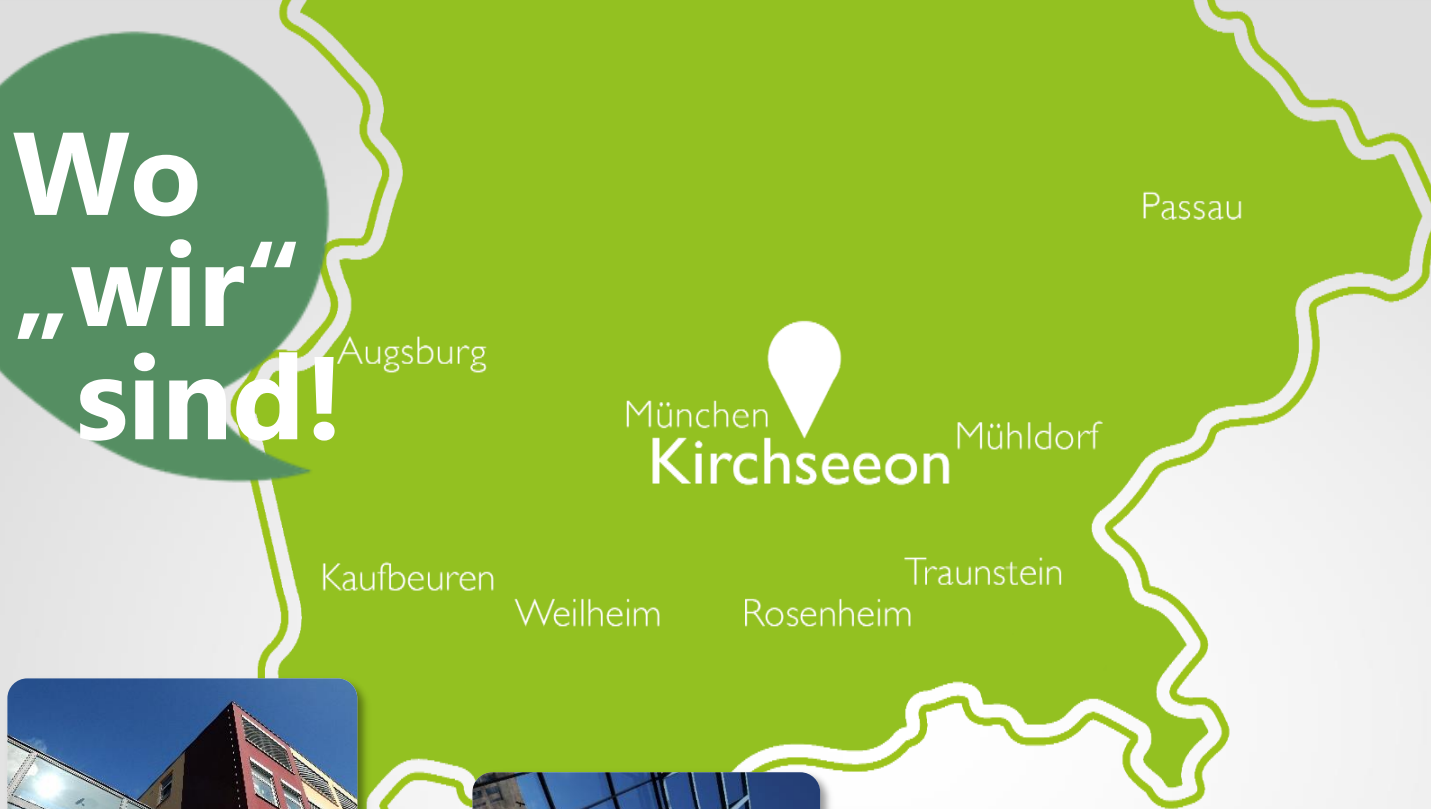 Wo
„wir“
sind!
Passau
Augsburg
München
Kirchseeon
Mühldorf
Kaufbeuren
Weilheim
Rosenheim
Traunstein